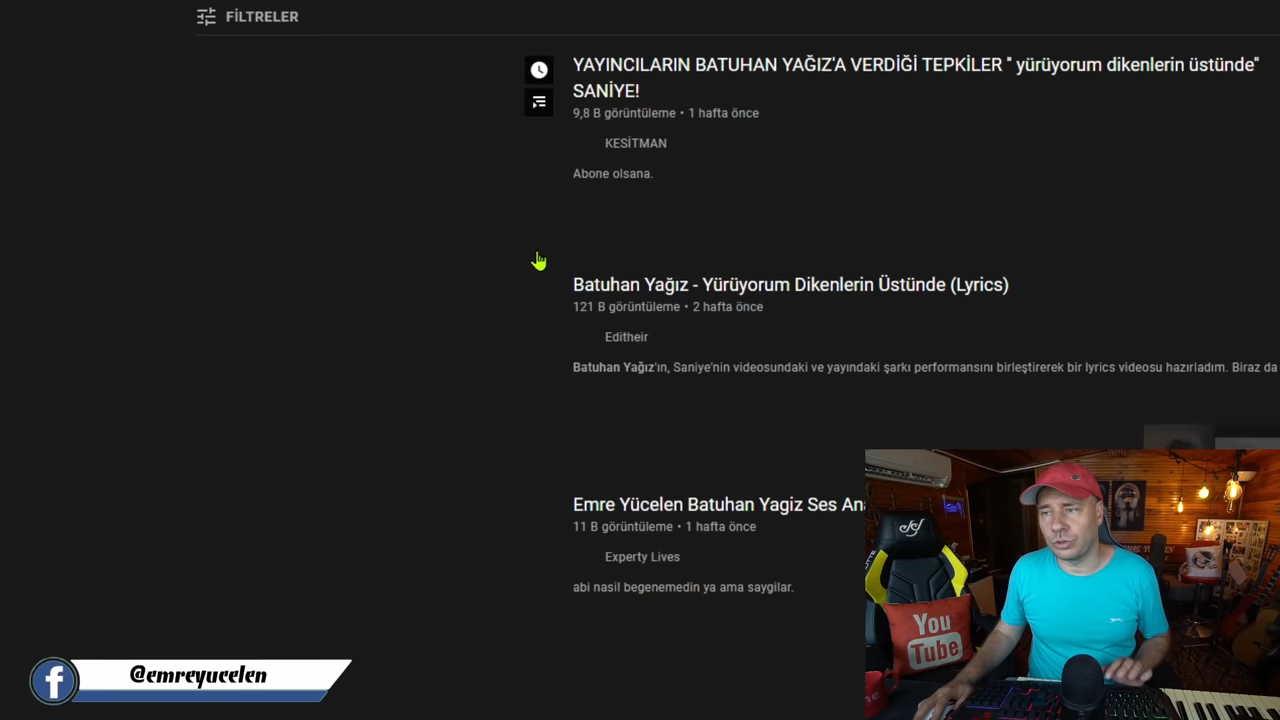 FİLTRELER
YAYINCILARIN BATUHAN YAĞIZ'A VERDİĞİ TEPKİLER " yürüyorum dikenlerin üstünde"
SANİYE!
9,8 B görüntüleme • 1 hafta önce
KESİTMAN
Abone olsana.
Batuhan Yağız - Yürüyorum Dikenlerin Üstünde (Lyrics)
121 B görüntüleme • 2 hafta önce
Editheir
Batuhan Yağız'ın, Saniye'nin videosundaki ve yayındaki şarkı performansını birleştirerek bir lyrics videosu hazırladım. Biraz da
Emre Yücelen Batuhan Yagiz Ses
11 B görüntüleme • 1 hafta önce
Experty Lives
abi nasil begenemedin ya ama saygilar.
You
Tube
@emreyucelen